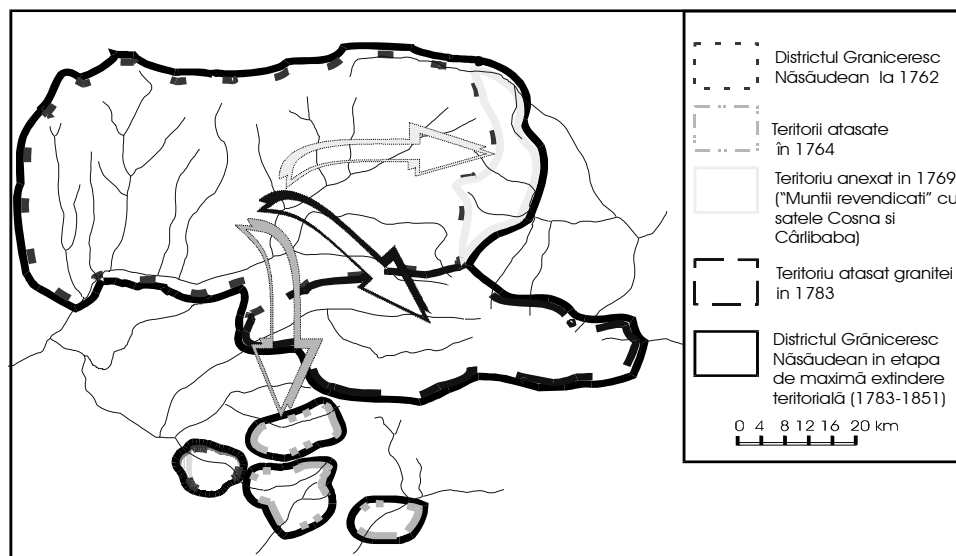 Districtul Graniceresc
Năsăudean la 1762
Teritorii atasate
în 1764
Teritoriu anexat in 1769
("Muntii revendicati" cu
satele Cosna si
Cârlibaba)
Teritoriu atasat granitei
in 1783
Districtul Grăniceresc
Năsăudean in etapa
de maximă extindere
teritorială (1783-1851)
0 4 8 12 16 20 km